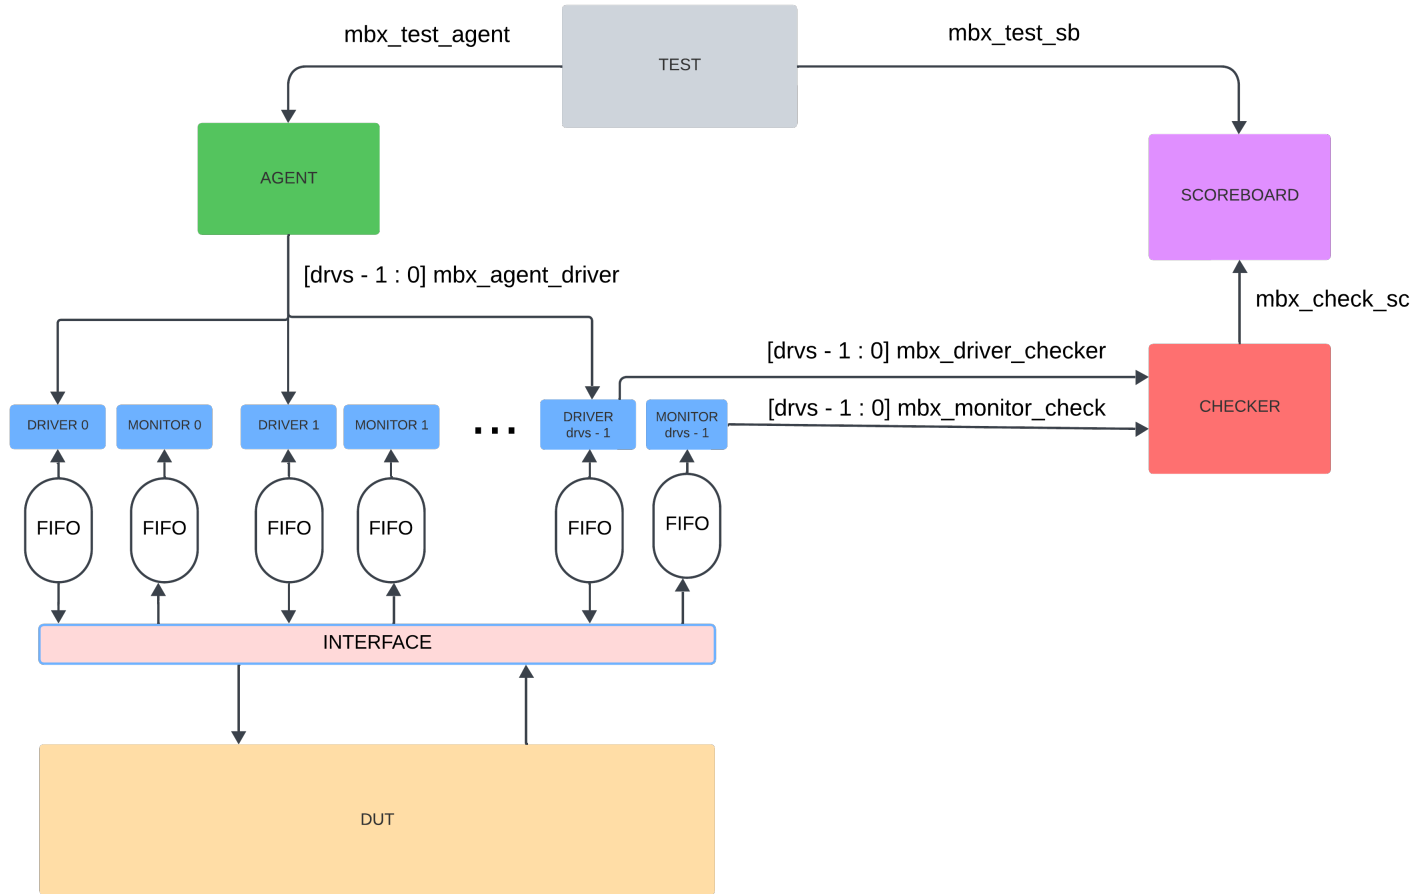 mbx_test_agent
mbx_test_sb
TEST
AGENT
SCOREBOARD
[drvs - 1 : 0] mbx_agent_driver
mbx_check_sc
[drvs - 1 : 0] mbx_driver_checker
[drvs - 1 : 0] mbx_monitor_check
CHECKER
DRIVER 0
MONITOR 0
DRIVER 1
MONITOR 1
...
DRIVER
drvs - 1
MONITOR
drvs - 1
FIFO
FIFO
FIFO
FIFO
FIFO
FIFO
INTERFACE
DUT